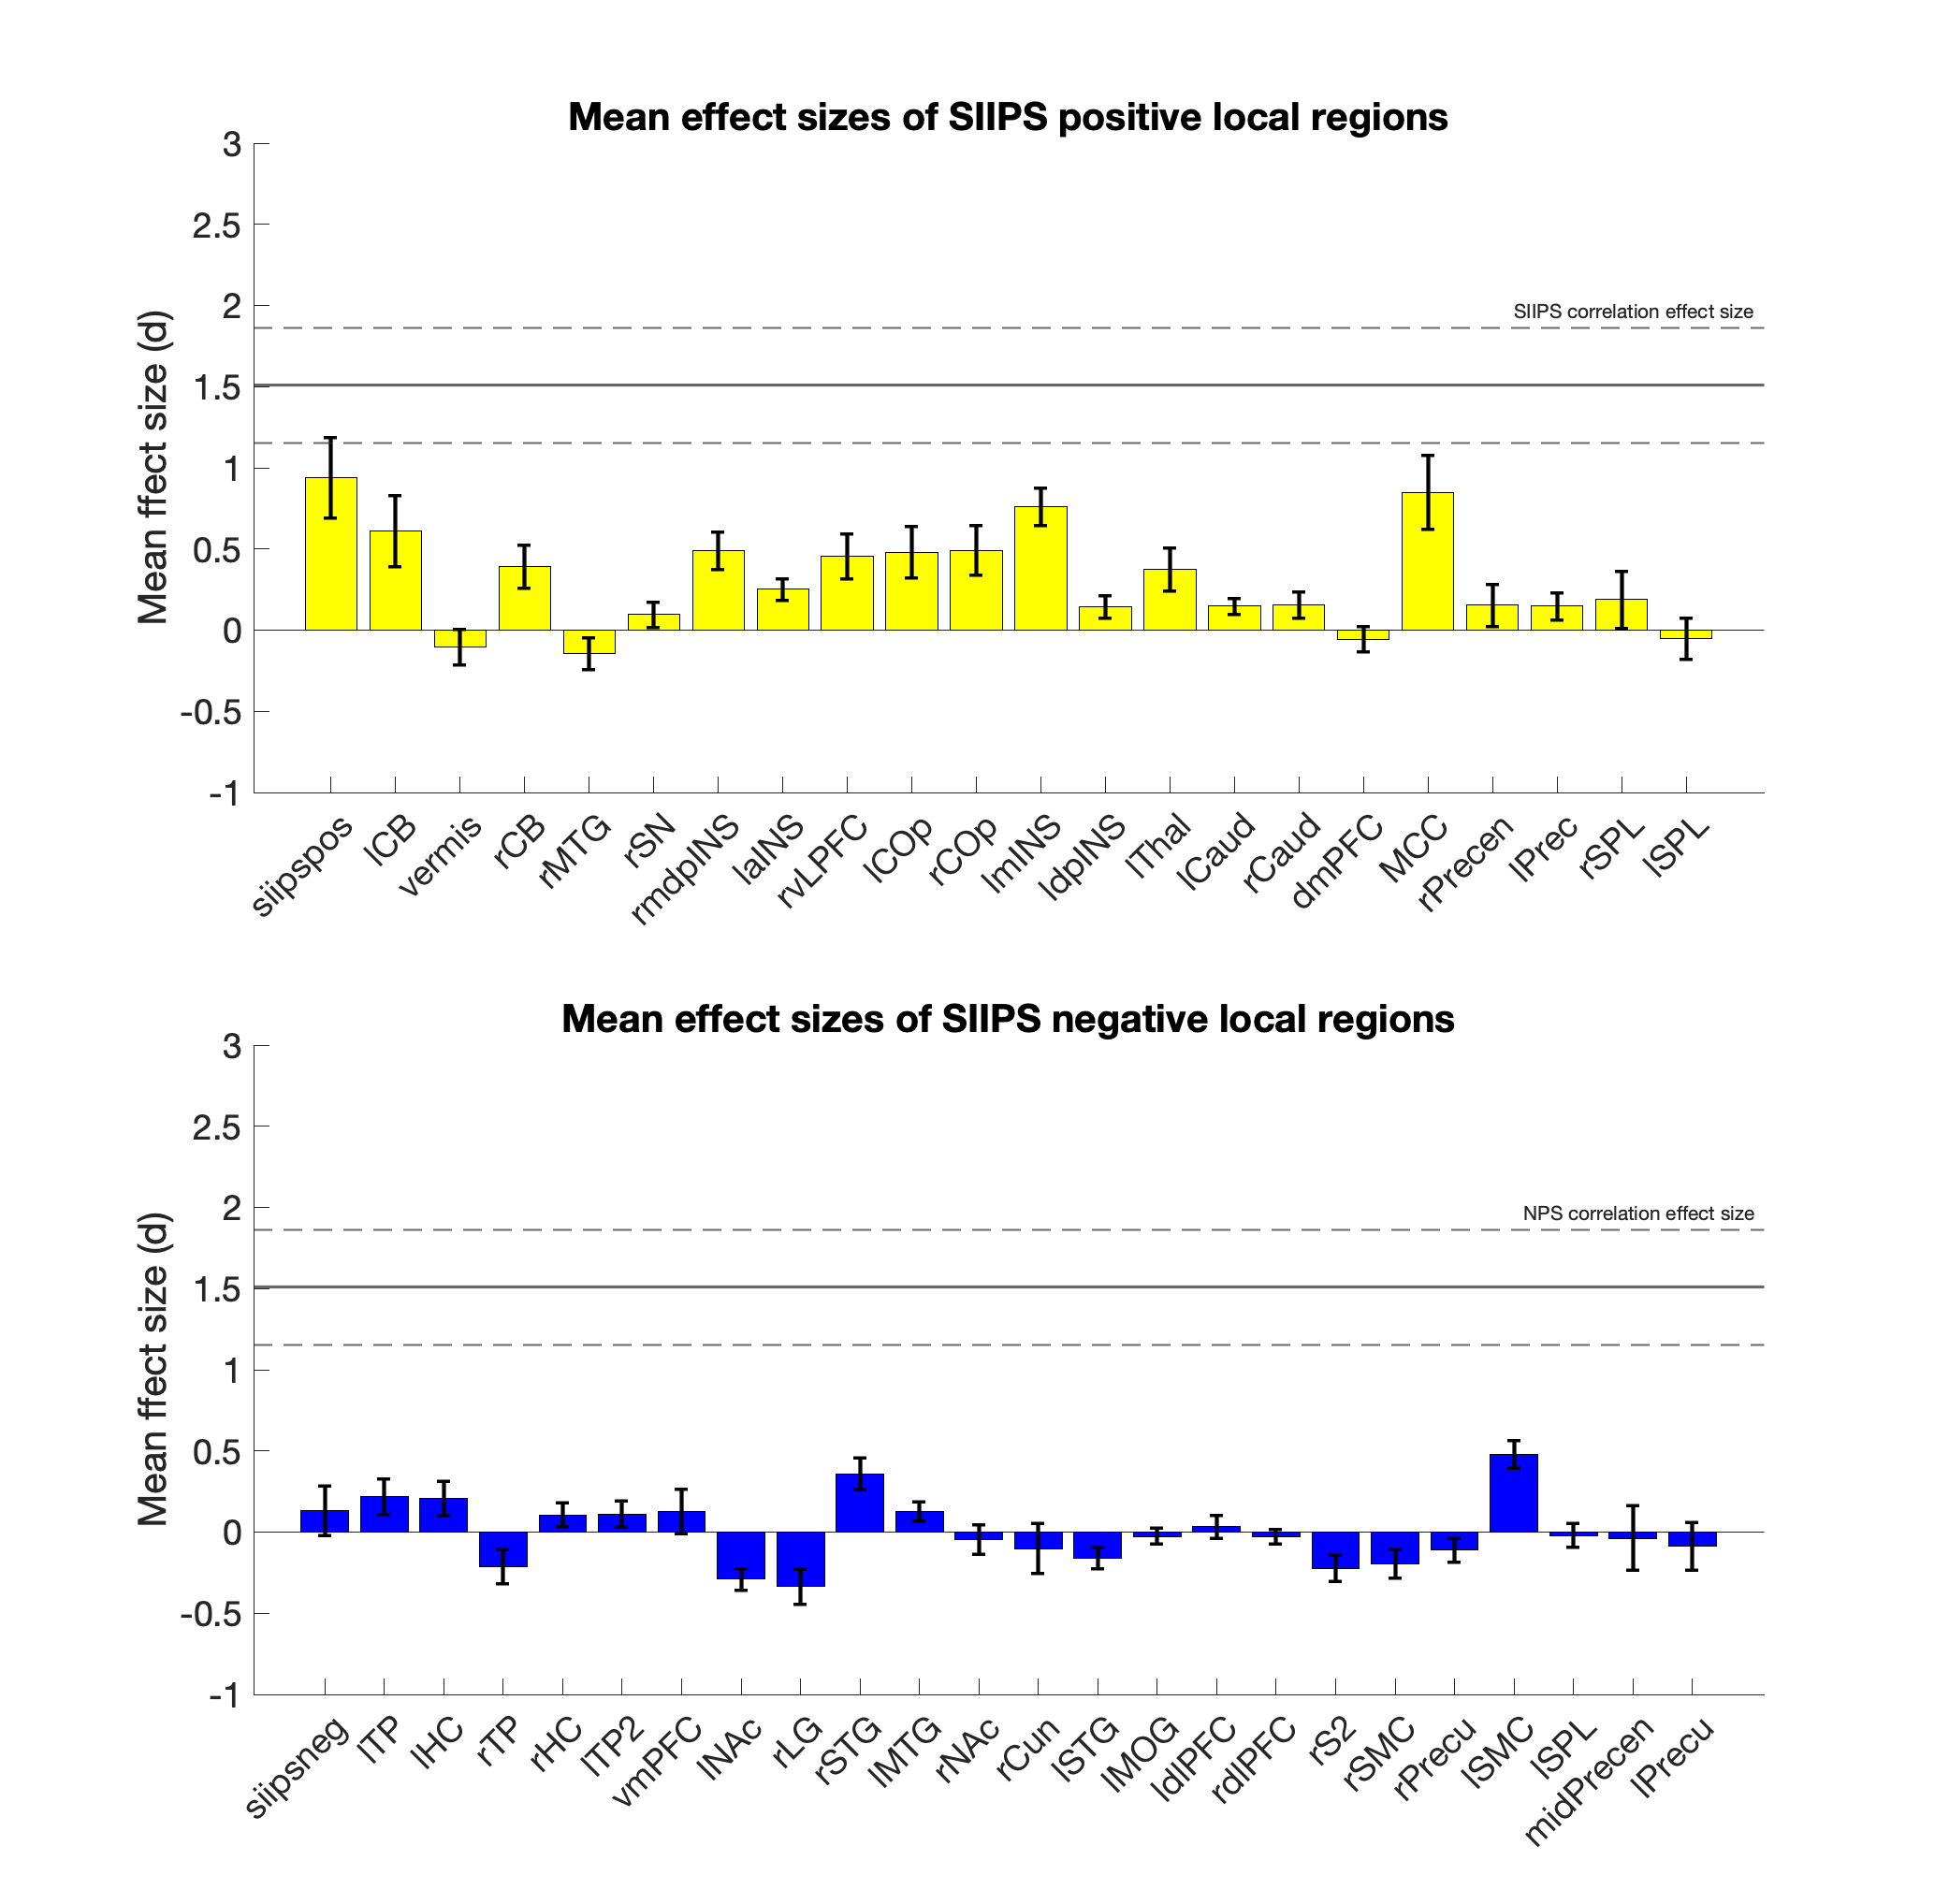 Mean effect sizes of SIIPS positive local regions
3
2.5
2
1.5
1
0.5
0
-0.5
-1
Mean ffect size (d)
SIIPS correlation effect size
siipspos
lCB
vermis
rCB
rMTG
rSN
rmdpINS
laINS
rvLPFC
lCOp
rCOp
lmINS
ldpINS
lThal
lCaud
rCaud
dmPFC
MCC
rPrecen
lPrec
rSPL
lSPL
Mean effect sizes of SIIPS negative local regions
3
2.5
2
1.5
1
0.5
0
-0.5
-1
Mean ffect size (d)
NPS correlation effect size
siipsneg
lTP
lHC
rTP
rHC
lTP2
vmPFC
lNAc
rLG
rSTG
lMTG
rNAc
rCun
lSTG
lMOG
ldlPFC
rdlPFC
rS2
rSMC
rPrecu
lSMC
lSPL
midPrecen
lPrecu